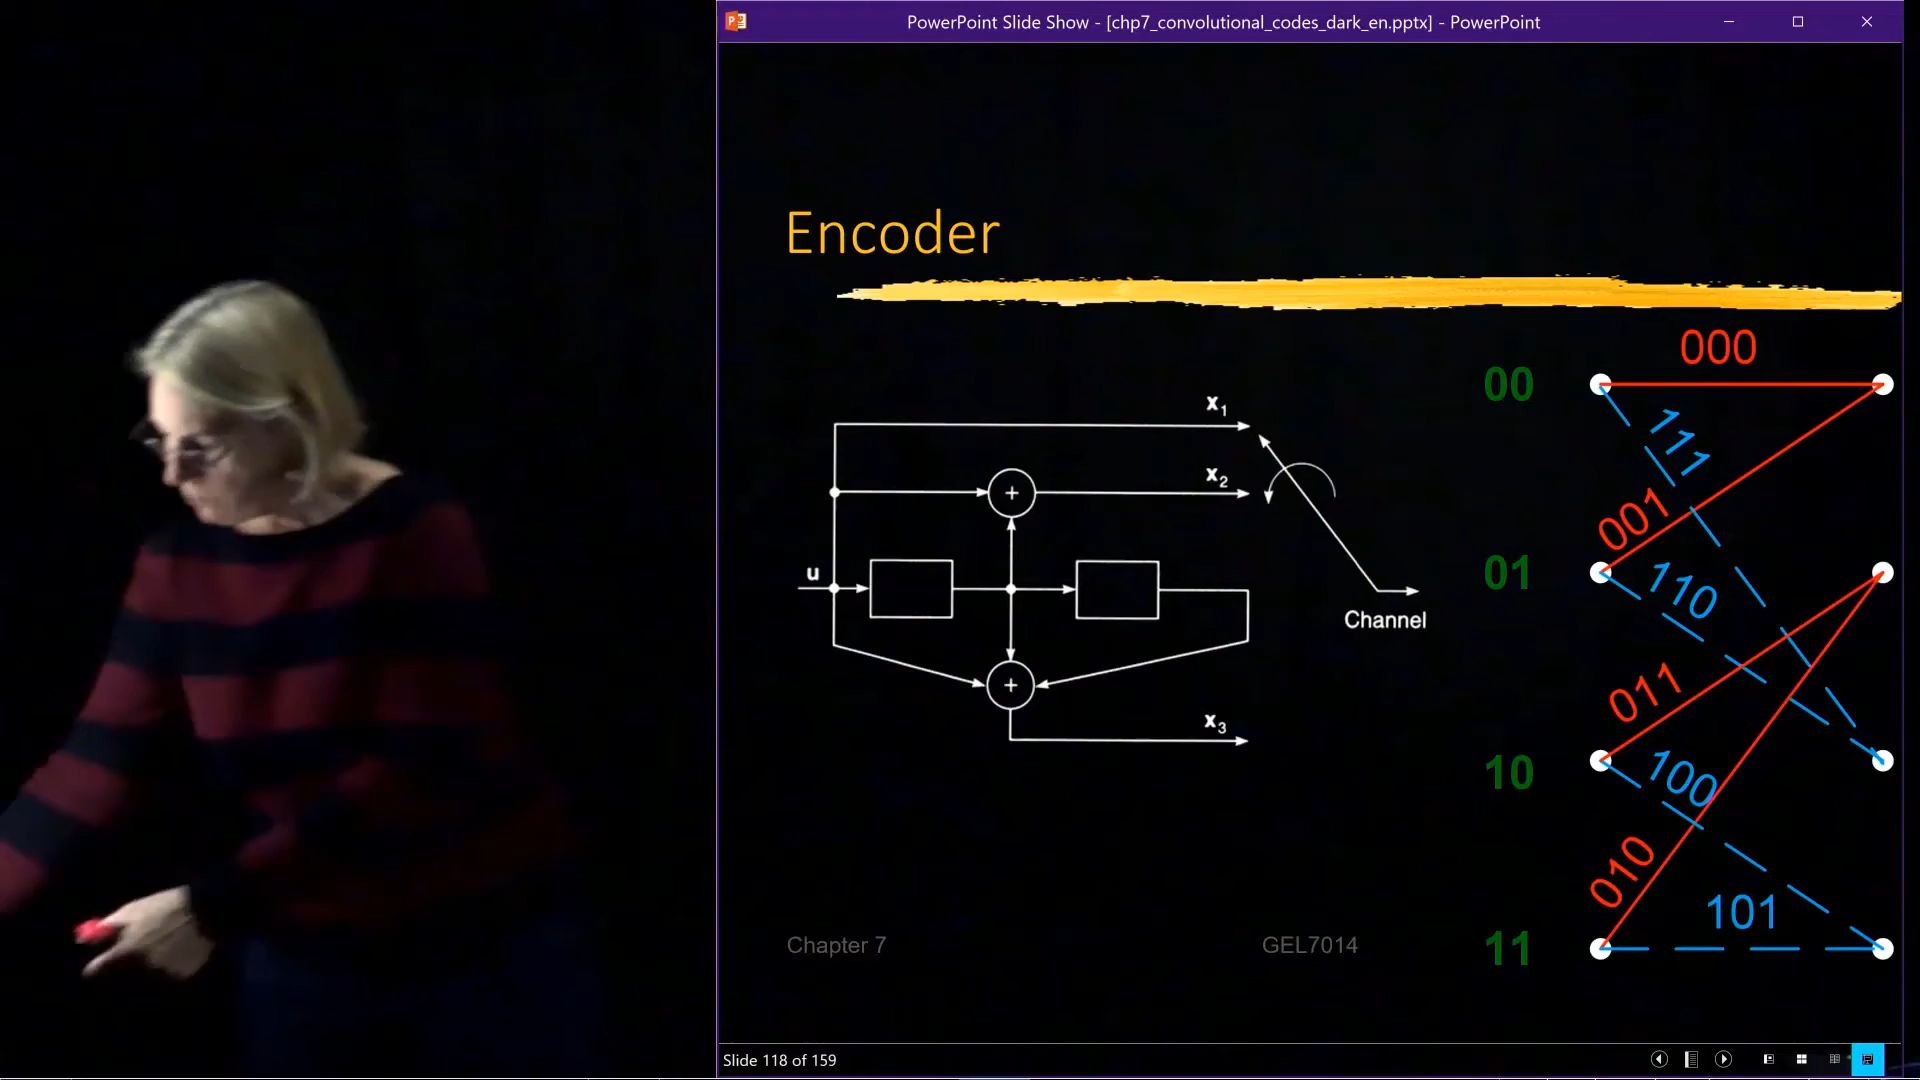 PowerPoint Slide Show - [chp7_convolutional_codes_dark_en.pptx] - PowerPoint
Encoder
000
00
x1
111
+
x2
001
u
01
110
Channel
011
+
x3
10
100
010
101
Chapter 7
GEL7014
11
Slide 118 of 159